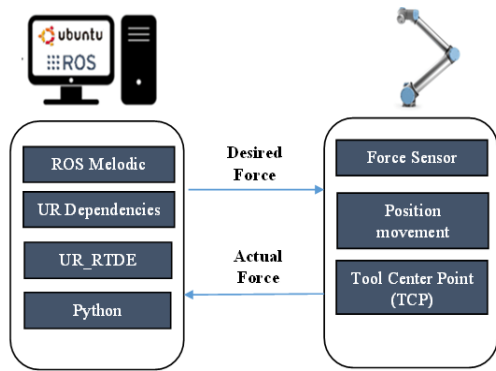 ubuntu
ROS
ROS Melodic
UR Dependencies
UR_RTDE
Python
Desired
Force
Actual
Force
Force Sensor
Position
movement
Tool Center Point
(TCP)